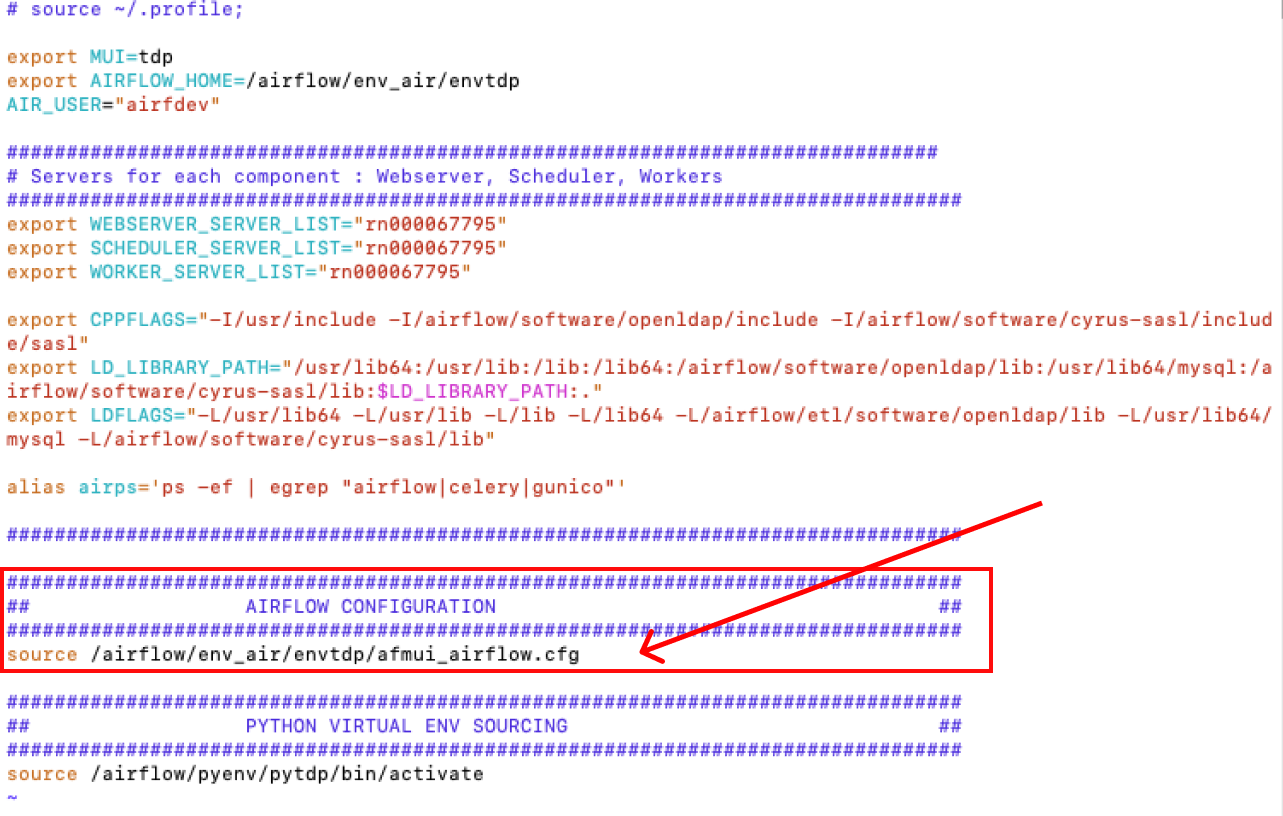 # source ~/.profile;
export MUI=tdp
export AIRFLOW_HOME=/airflow/env_air/envtdp
AIR_USER="airfdev"
###############################################################################
# Servers for each component : Webserver, Scheduler, Workers
#################################################################################
export WEBSERVER_SERVER_LIST="rn000067795"
export SCHEDULER_SERVER_LIST="rn000067795"
export WORKER_SERVER_LIST="rn000067795"
export CPPFLAGS="-I/usr/include -I/airflow/software/openldap/include -I/airflow/software/cyrus-sasl/includ
e/sasl"
export LD_LIBRARY_PATH="/usr/lib64:/usr/lib:/lib:/lib64:/airflow/software/openldap/lib:/usr/lib64/mysql:/a
irflow/software/cyrus-sasl/lib:$LD_LIBRARY_PATH:."
export LDFLAGS="-L/usr/lib64 -L/usr/lib -L/lib -L/lib64 -L/airflow/etl/software/openldap/lib -L/usr/lib64/
mysql -L/airflow/software/cyrus-sasl/lib"
alias airps='ps -ef | egrep "airflow|celery|gunico"'
#################################################################################
#################################################################################
## AIRFLOW CONFIGURATION ##
#################################################################################
source /airflow/env_air/envtdp/afmui_airflow.cfg
#################################################################################
## PYTHON VIRTUAL ENV SOURCING ##
#################################################################################
source /airflow/pyenv/pytdp/bin/activate
~